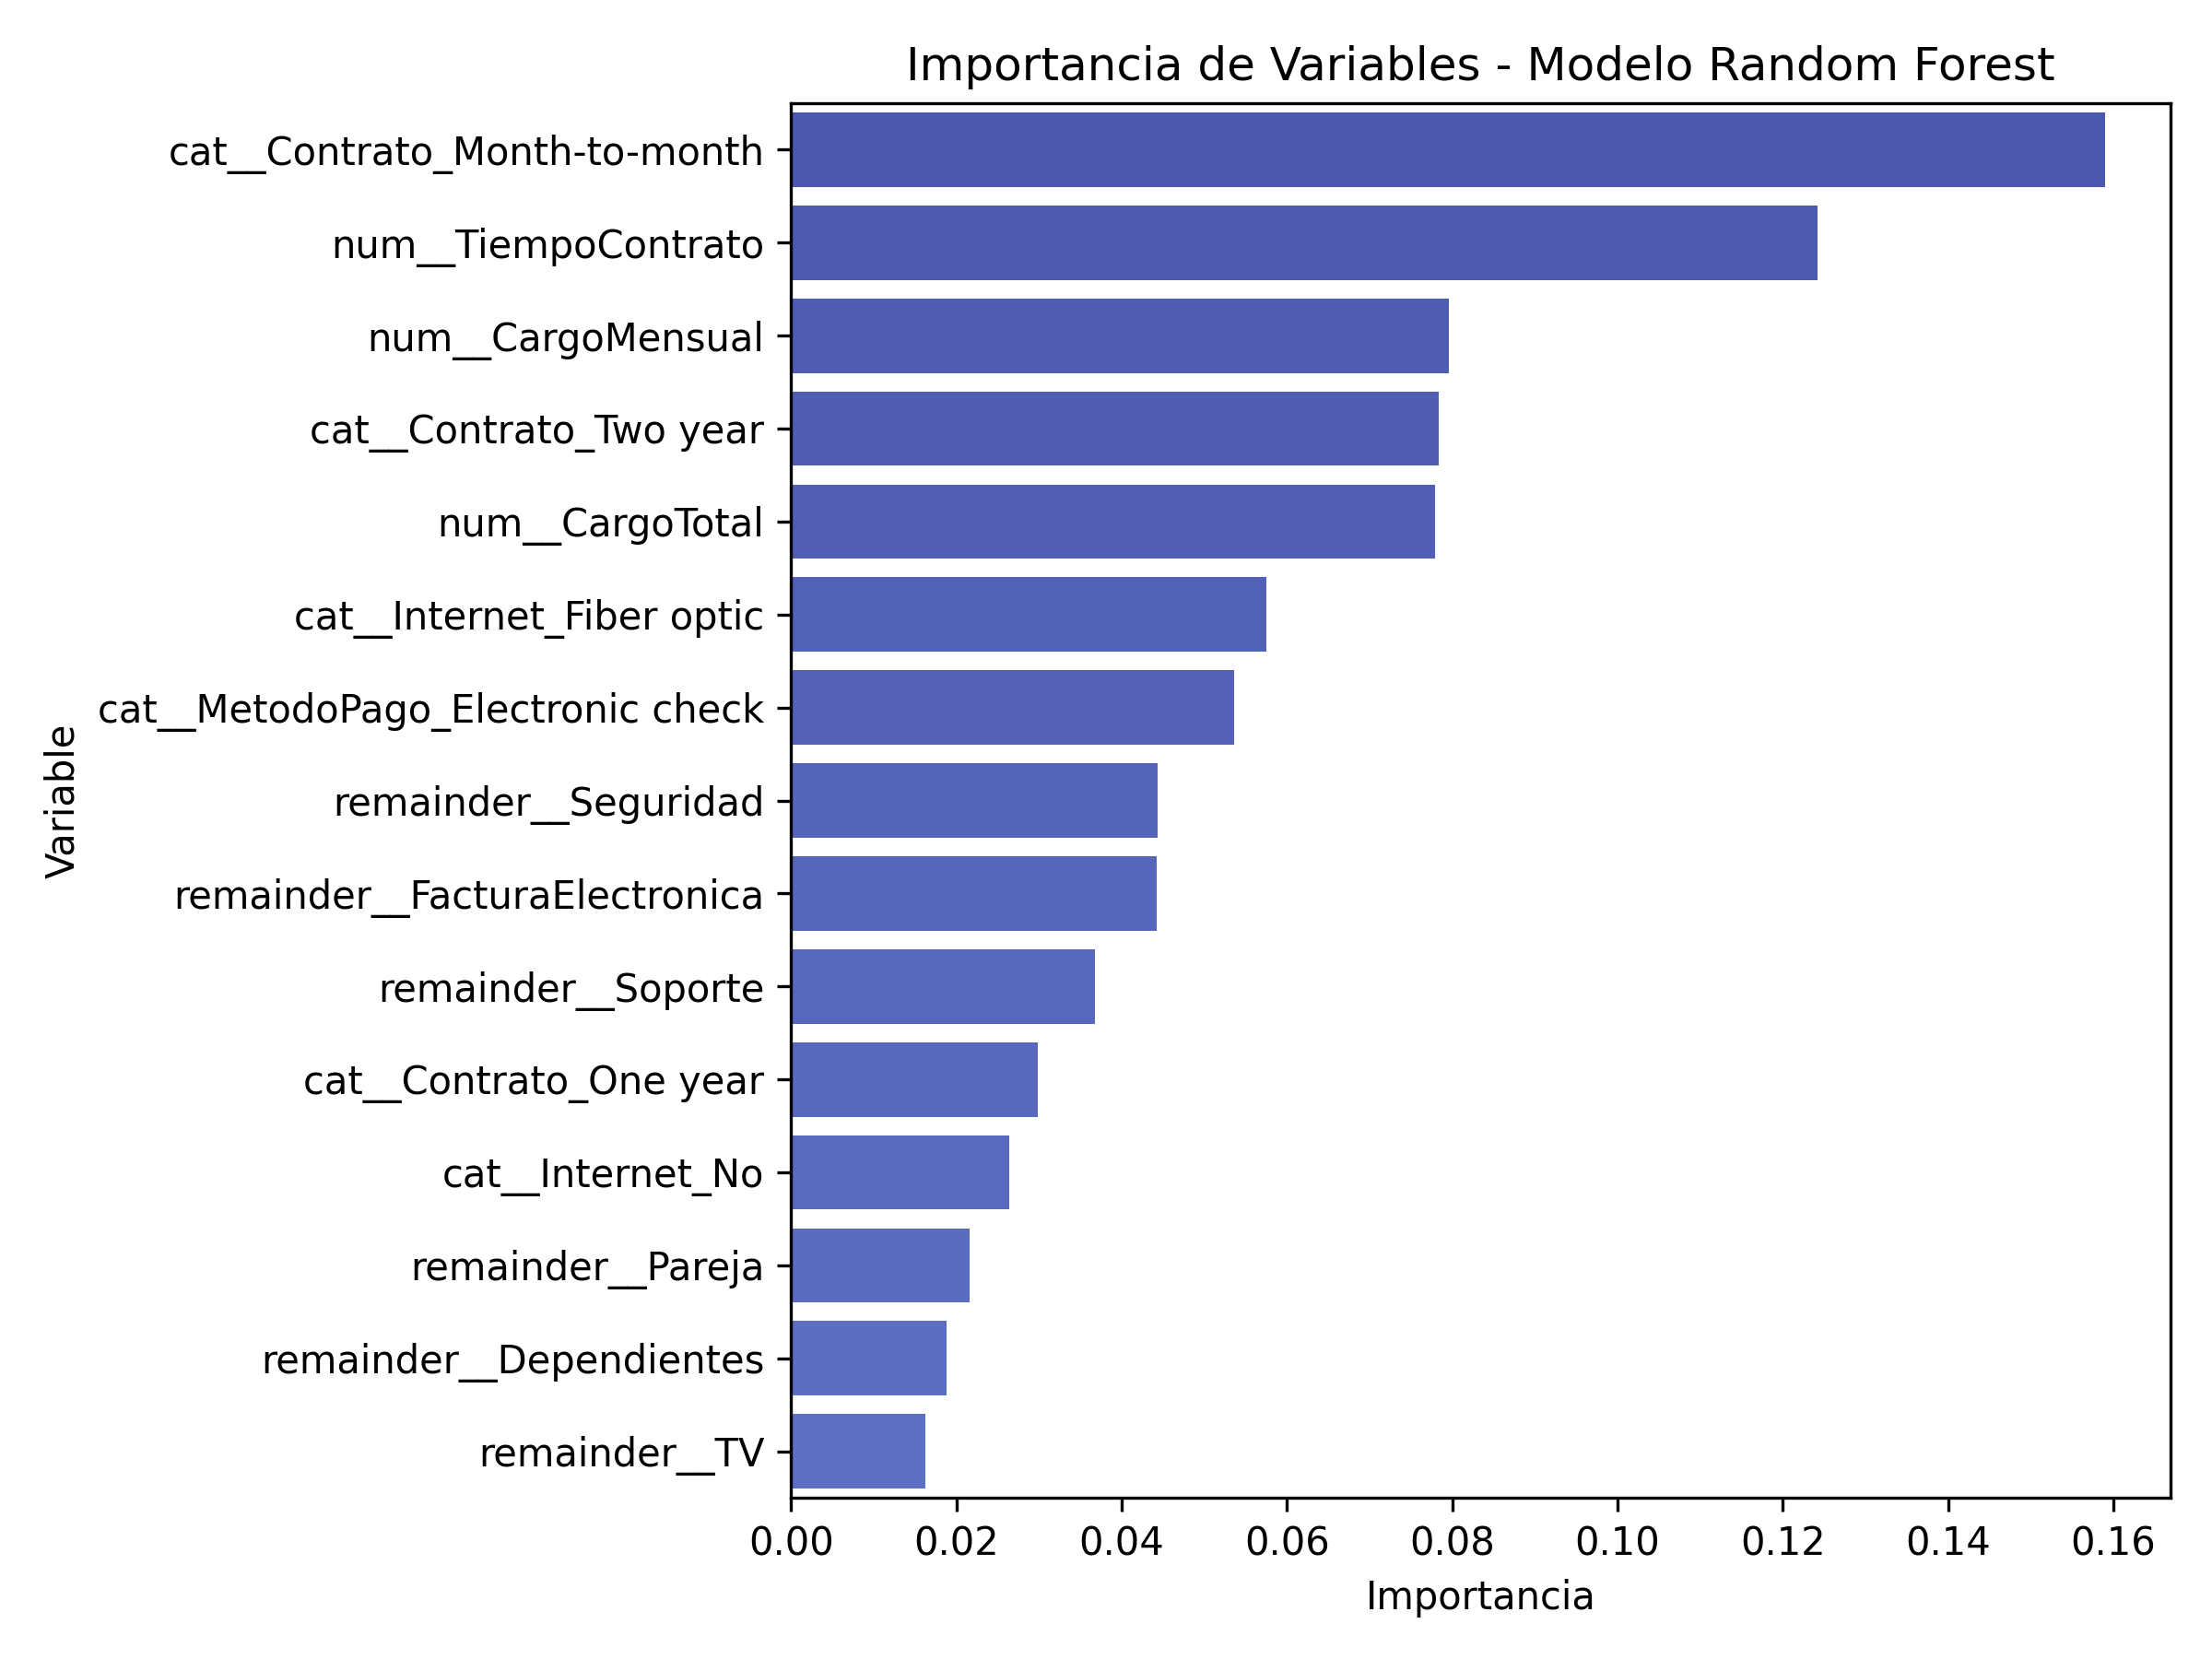 Importancia de Variables - Modelo Random Forest
Variable
cat__Contrato_Month-to-month
num__TiempoContrato
num__CargoMensual
cat__Contrato_Two year
num__CargoTotal
cat__Internet_Fiber optic
cat__MetodoPago_Electronic check
remainder__Seguridad
remainder__FacturaElectronica
remainder__Soporte
cat__Contrato_One year
cat__Internet_No
remainder__Pareja
remainder__Dependientes
remainder__TV
0.00 0.02 0.04 0.06 0.08 0.10 0.12 0.14 0.16
Importancia